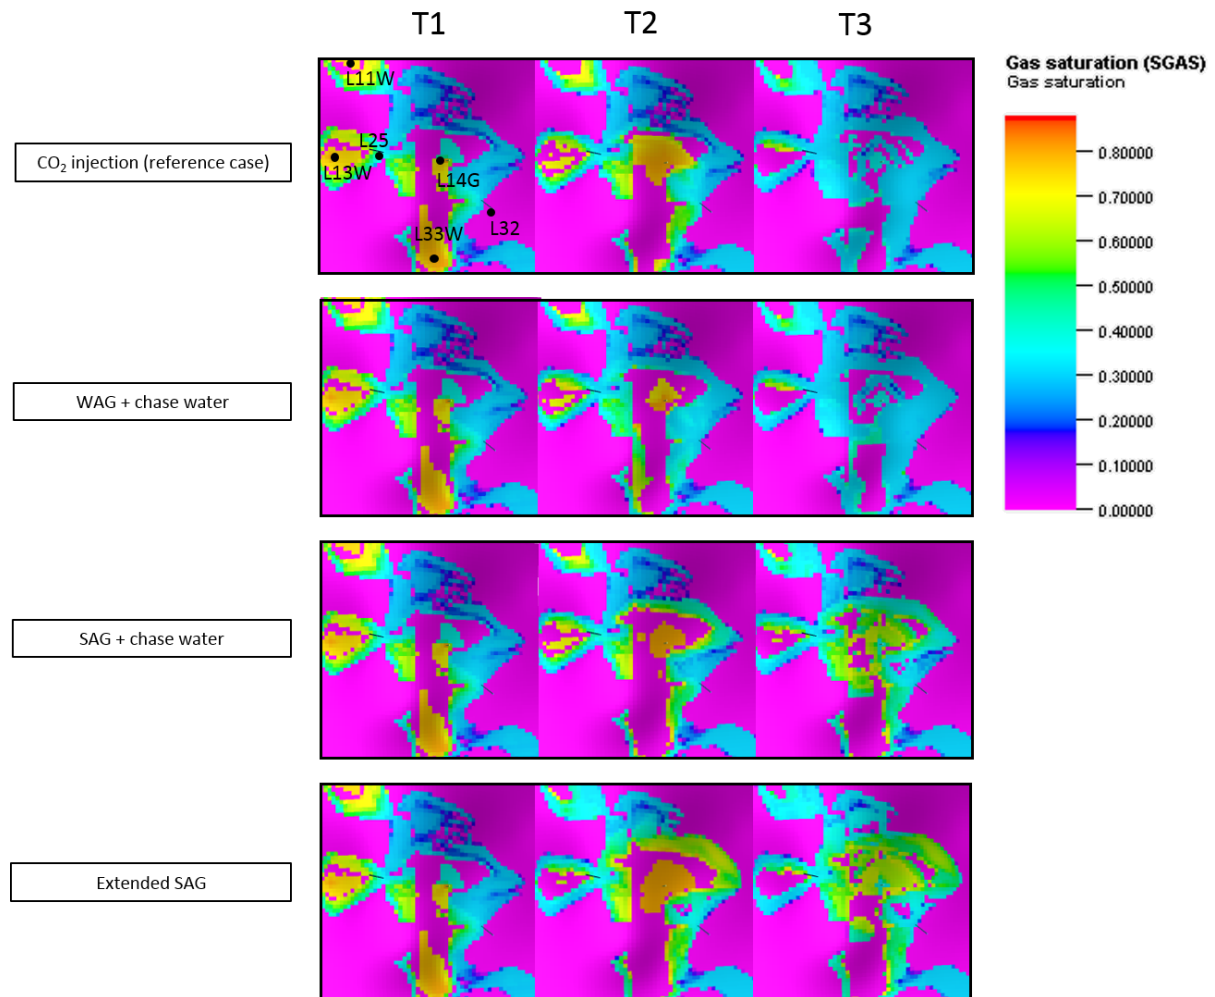 T1
T2
T3
Gas saturation (SGAS)
Gas saturation
L11W
L25
L13W
L14G
L32
L33W
CO₂ injection (reference case)
0.80000
0.70000
0.60000
0.50000
0.40000
0.30000
0.20000
0.10000
0.00000
WAG + chase water
SAG + chase water
Extended SAG